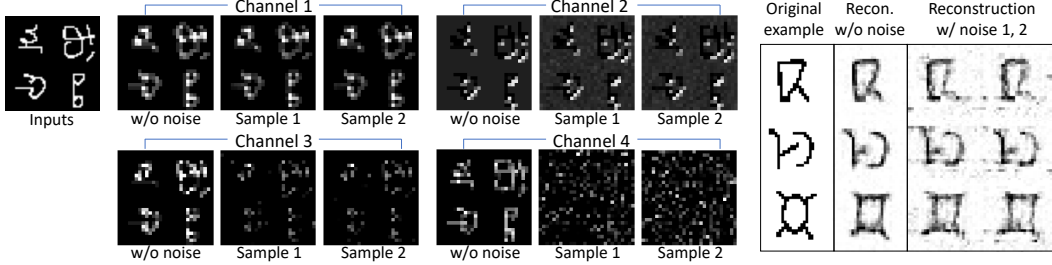 Channel 1
Channel 2
Inputs
w/o noise Sample 1 Sample 2
w/o noise Sample 1 Sample 2
Channel 3
Channel 4
w/o noise Sample 1 Sample 2
w/o noise Sample 1 Sample 2
Original example
Recon. w/o noise
Reconstruction w/ noise 1, 2